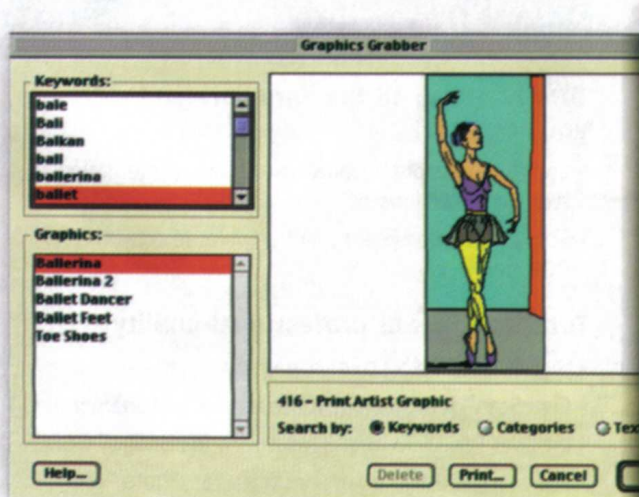 Graphics Grabber
Keywords:
bale
Bali
Balkan
ball
ballerina
ballet
Graphics:
Ballerina
Ballerina 2
Ballet Dancer
Ballet Feet
Toe Shoes
416 – Print Artist Graphic
Search by: Keywords Categories Tex
Help... Delete Print... Cancel